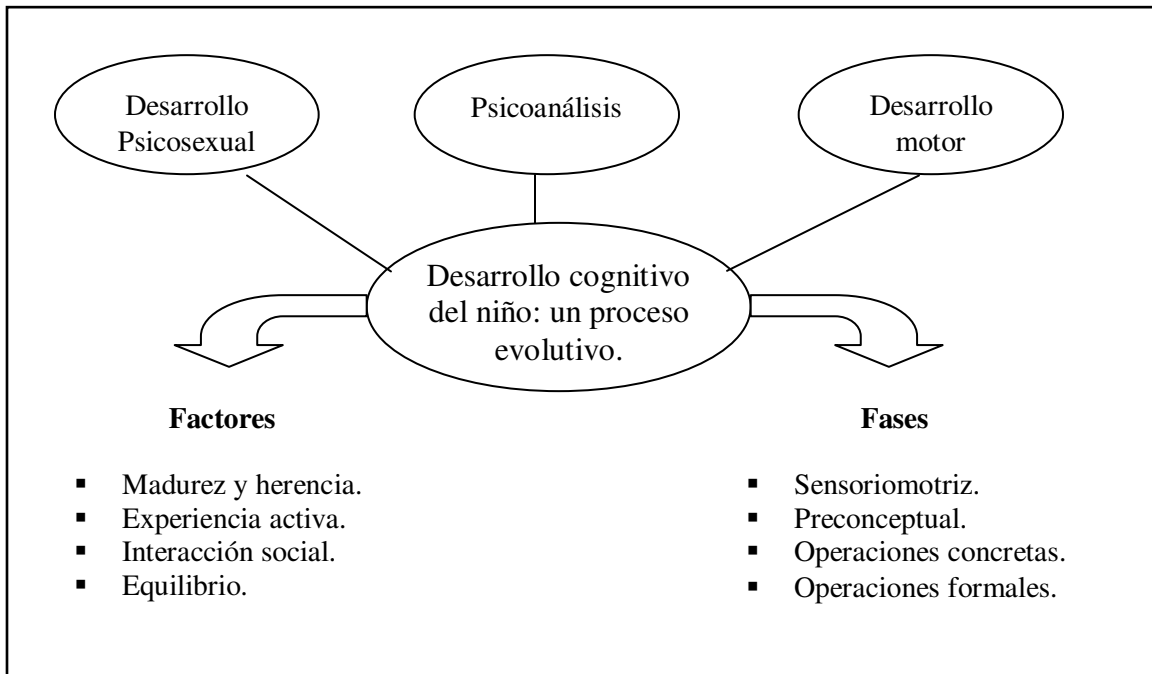 Desarrollo
Psicosexual
Psicoanálisis
Desarrollo
motor
Desarrollo cognitivo
del niño: un proceso
evolutivo.
Factores
▪ Madurez y herencia.
▪ Experiencia activa.
▪ Interacción social.
▪ Equilibrio.
Fases
▪ Sensoriomotriz.
▪ Preconceptual.
▪ Operaciones concretas.
▪ Operaciones formales.